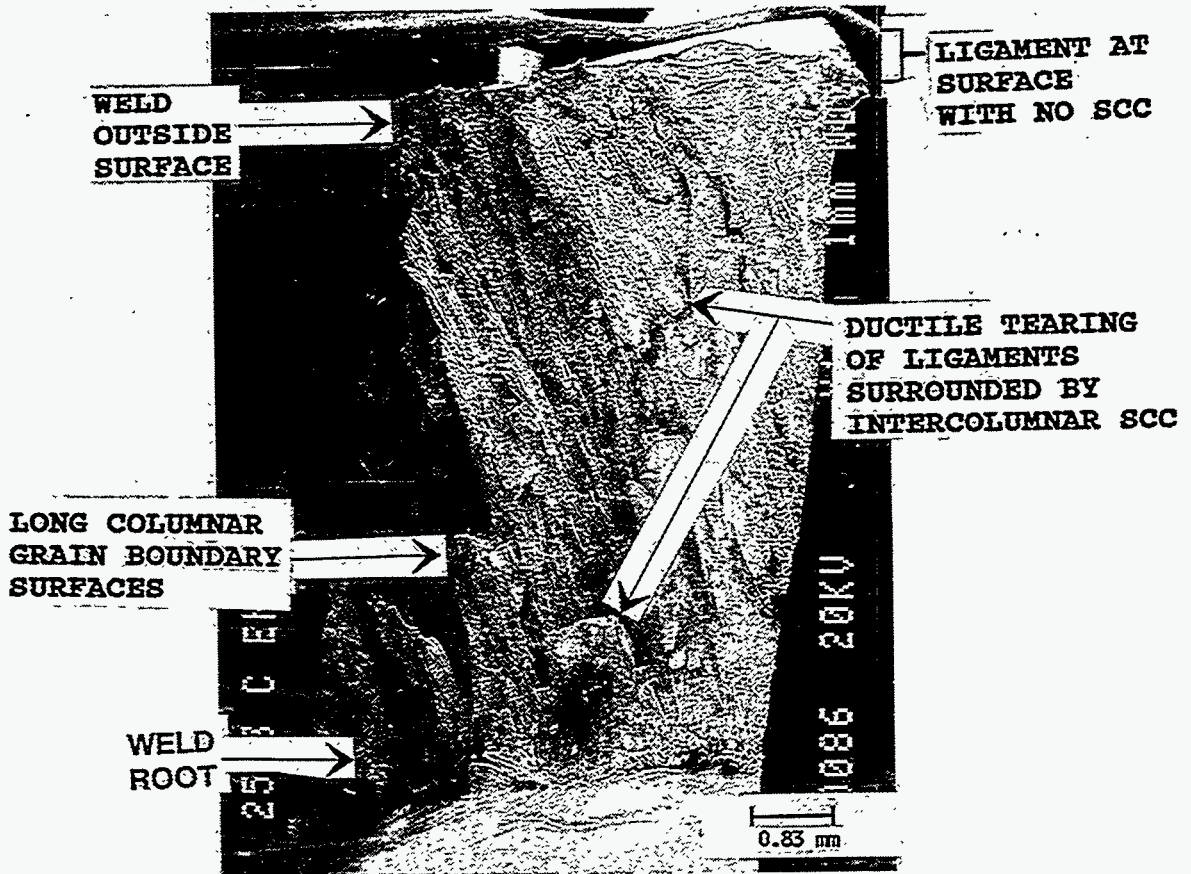 WELD
OUTSIDE
SURFACE
LIGAMENT AT
SURFACE
WITH NO SCC
DUCTILE TEARING
OF LIGAMENTS
SURROUNDED BY
INTERCOLUMNAR SCC
LONG COLUMNAR
GRAIN BOUNDARY
SURFACES
WELD
ROOT
0.83 mm
1mm
20KV